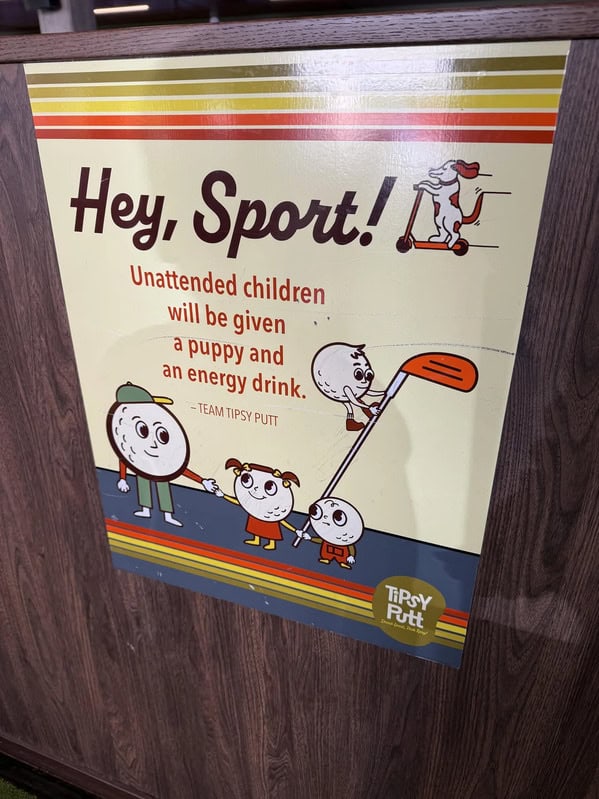 Hey, Sport!
Unattended children
will be given
a puppy and
an energy drink.
– TEAM TIPSY PUTT
TiPSY
Putt